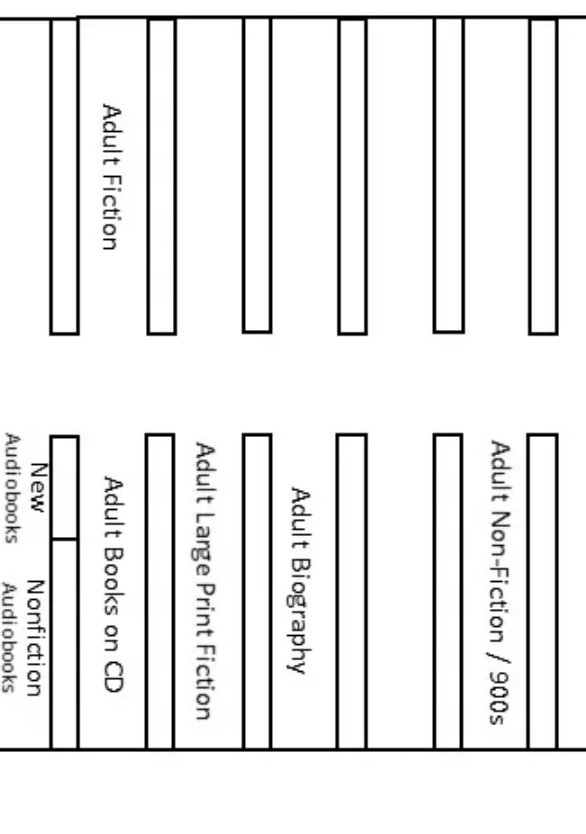 Adult Fiction
New
Audiobooks
Nonfiction
Audiobooks
Adult Books on CD
Adult Large Print Fiction
Adult Biography
Adult Non-Fiction / 900s